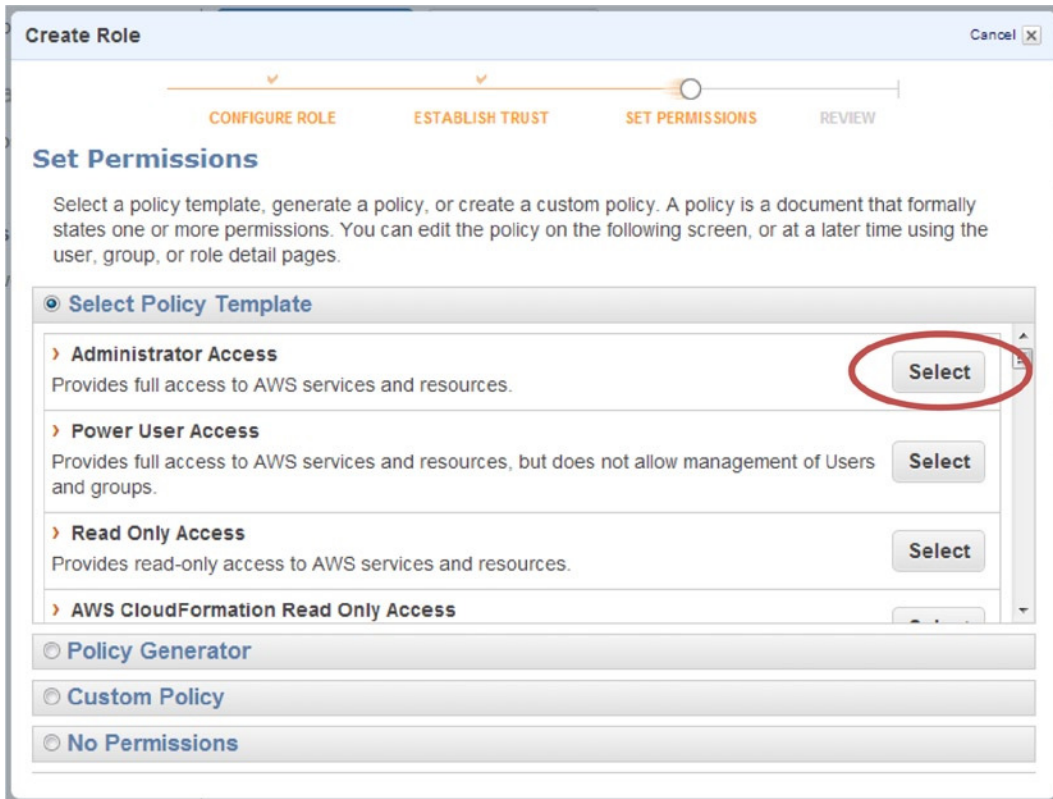 Create Role
Cancel
CONFIGURE ROLE
ESTABLISH TRUST
SET PERMISSIONS
REVIEW
Set Permissions
Select a policy template, generate a policy, or create a custom policy. A policy is a document that formally
states one or more permissions. You can edit the policy on the following screen, or at a later time using the
user, group, or role detail pages.
Select Policy Template
Administrator Access
Provides full access to AWS services and resources.
Select
Power User Access
Provides full access to AWS services and resources, but does not allow management of Users
and groups.
Select
Read Only Access
Provides read-only access to AWS services and resources.
Select
AWS CloudFormation Read Only Access
Policy Generator
Custom Policy
No Permissions